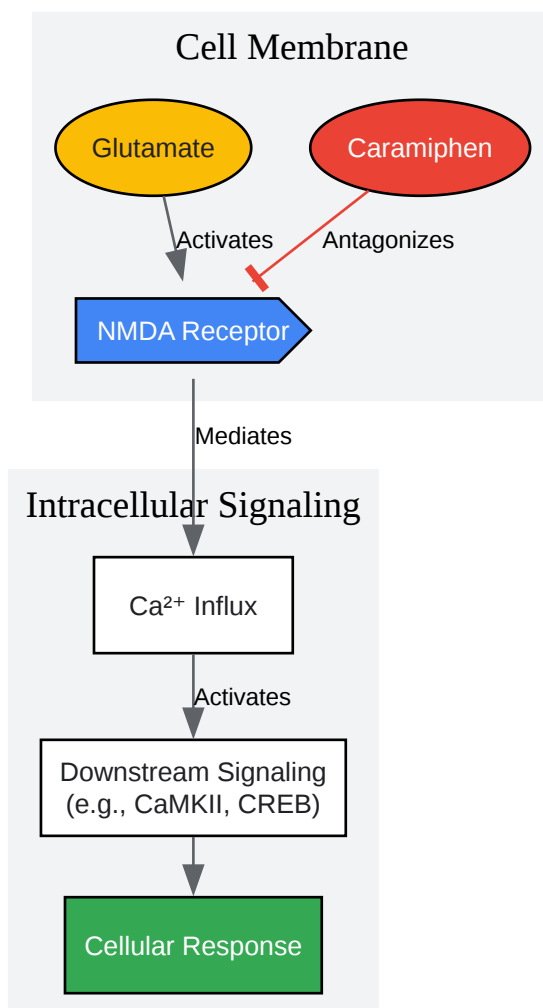 Cell Membrane
Glutamate
Caramiphen
Activates
Antagonizes
NMDA Receptor
Mediates
Intracellular Signaling
Ca²⁺ Influx
Activates
Downstream Signaling
(e.g., CaMKII, CREB)
Cellular Response